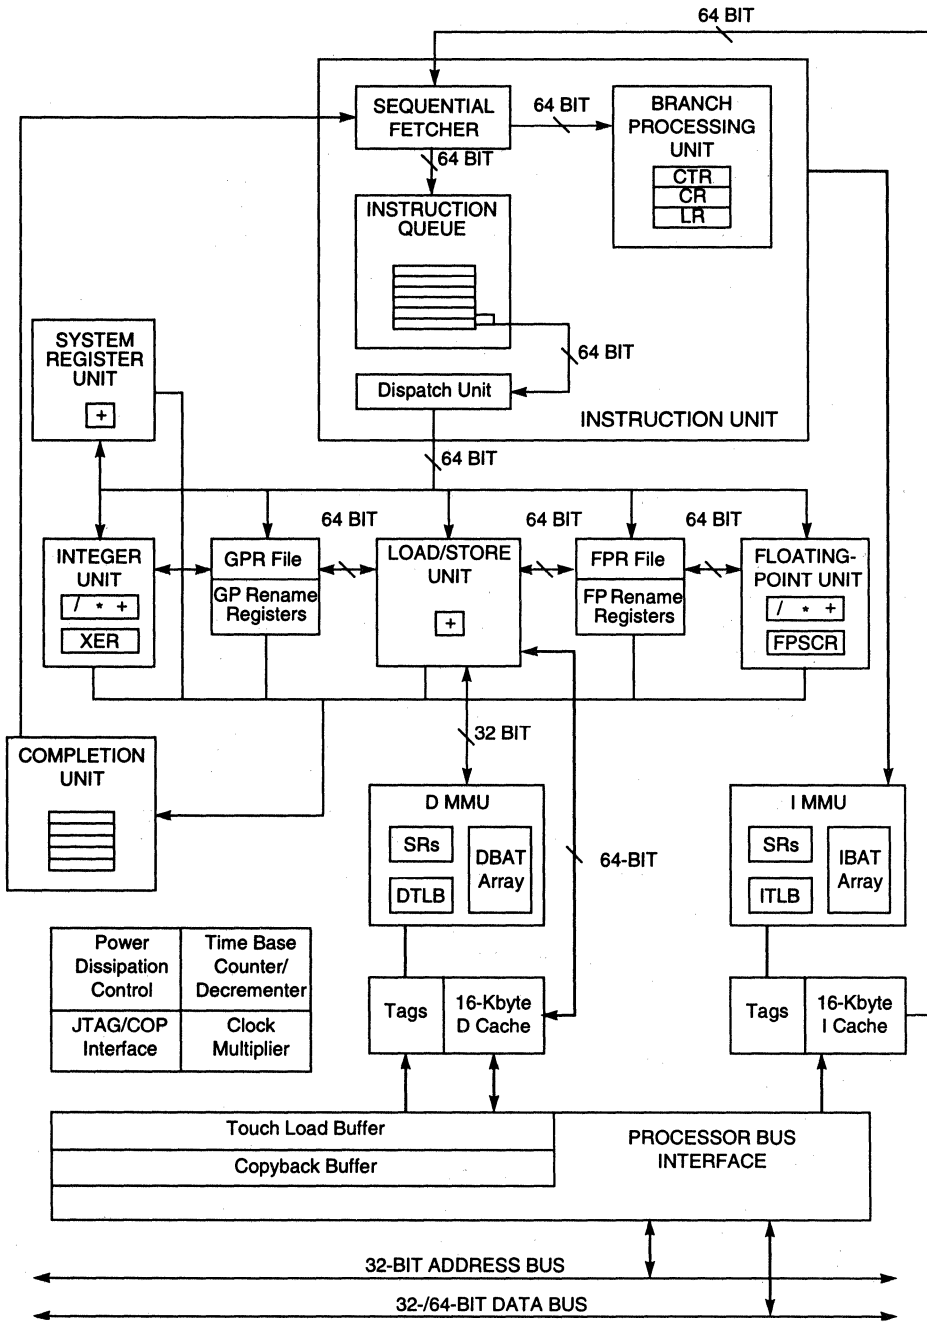 64 BIT
SEQUENTIAL
FETCHER
64 BIT
BRANCH
PROCESSING
UNIT
CTR
CR
LR
64 BIT
INSTRUCTION
QUEUE
64 BIT
Dispatch Unit
INSTRUCTION UNIT
SYSTEM
REGISTER
UNIT
+
64 BIT
INTEGER
UNIT
/ * +
XER
GPR File
GP Rename
Registers
64 BIT
LOAD/STORE
UNIT
+
64 BIT
FPR File
FP Rename
Registers
64 BIT
FLOATING-
POINT UNIT
/ * +
FPSCR
32 BIT
COMPLETION
UNIT
D MMU
SRs
DTLB
DBAT
Array
64-BIT
I MMU
SRs
ITLB
IBAT
Array
Power
Dissipation
Control
Time Base
Counter/
Decrementer
JTAG/COP
Interface
Clock
Multiplier
Tags
16-Kbyte
D Cache
Tags
16-Kbyte
I Cache
Touch Load Buffer
Copyback Buffer
PROCESSOR BUS
INTERFACE
32-BIT ADDRESS BUS
32-/64-BIT DATA BUS